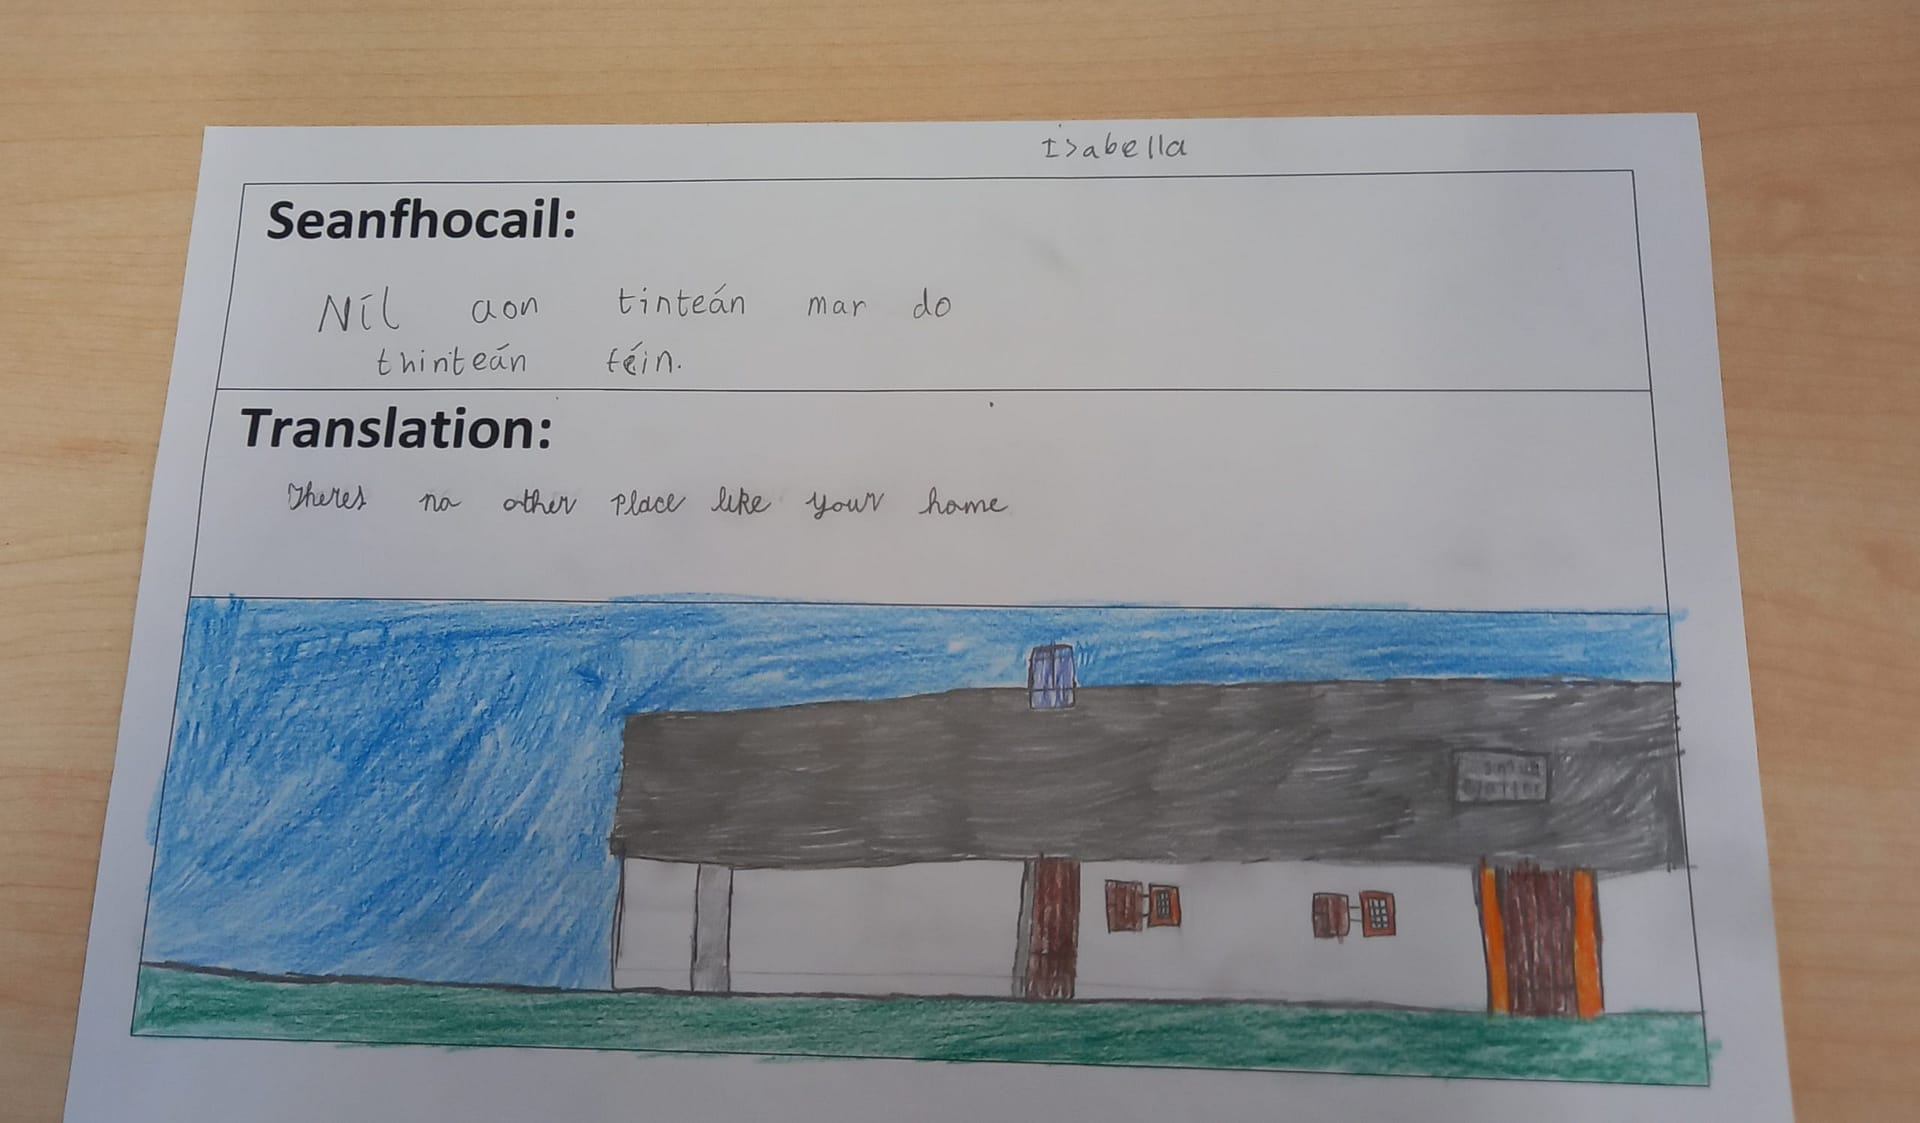 Isabella
Seanfhocail:
Níl aon tinteán mar do
thinteán féin.
Translation:
Theres no other place like your home